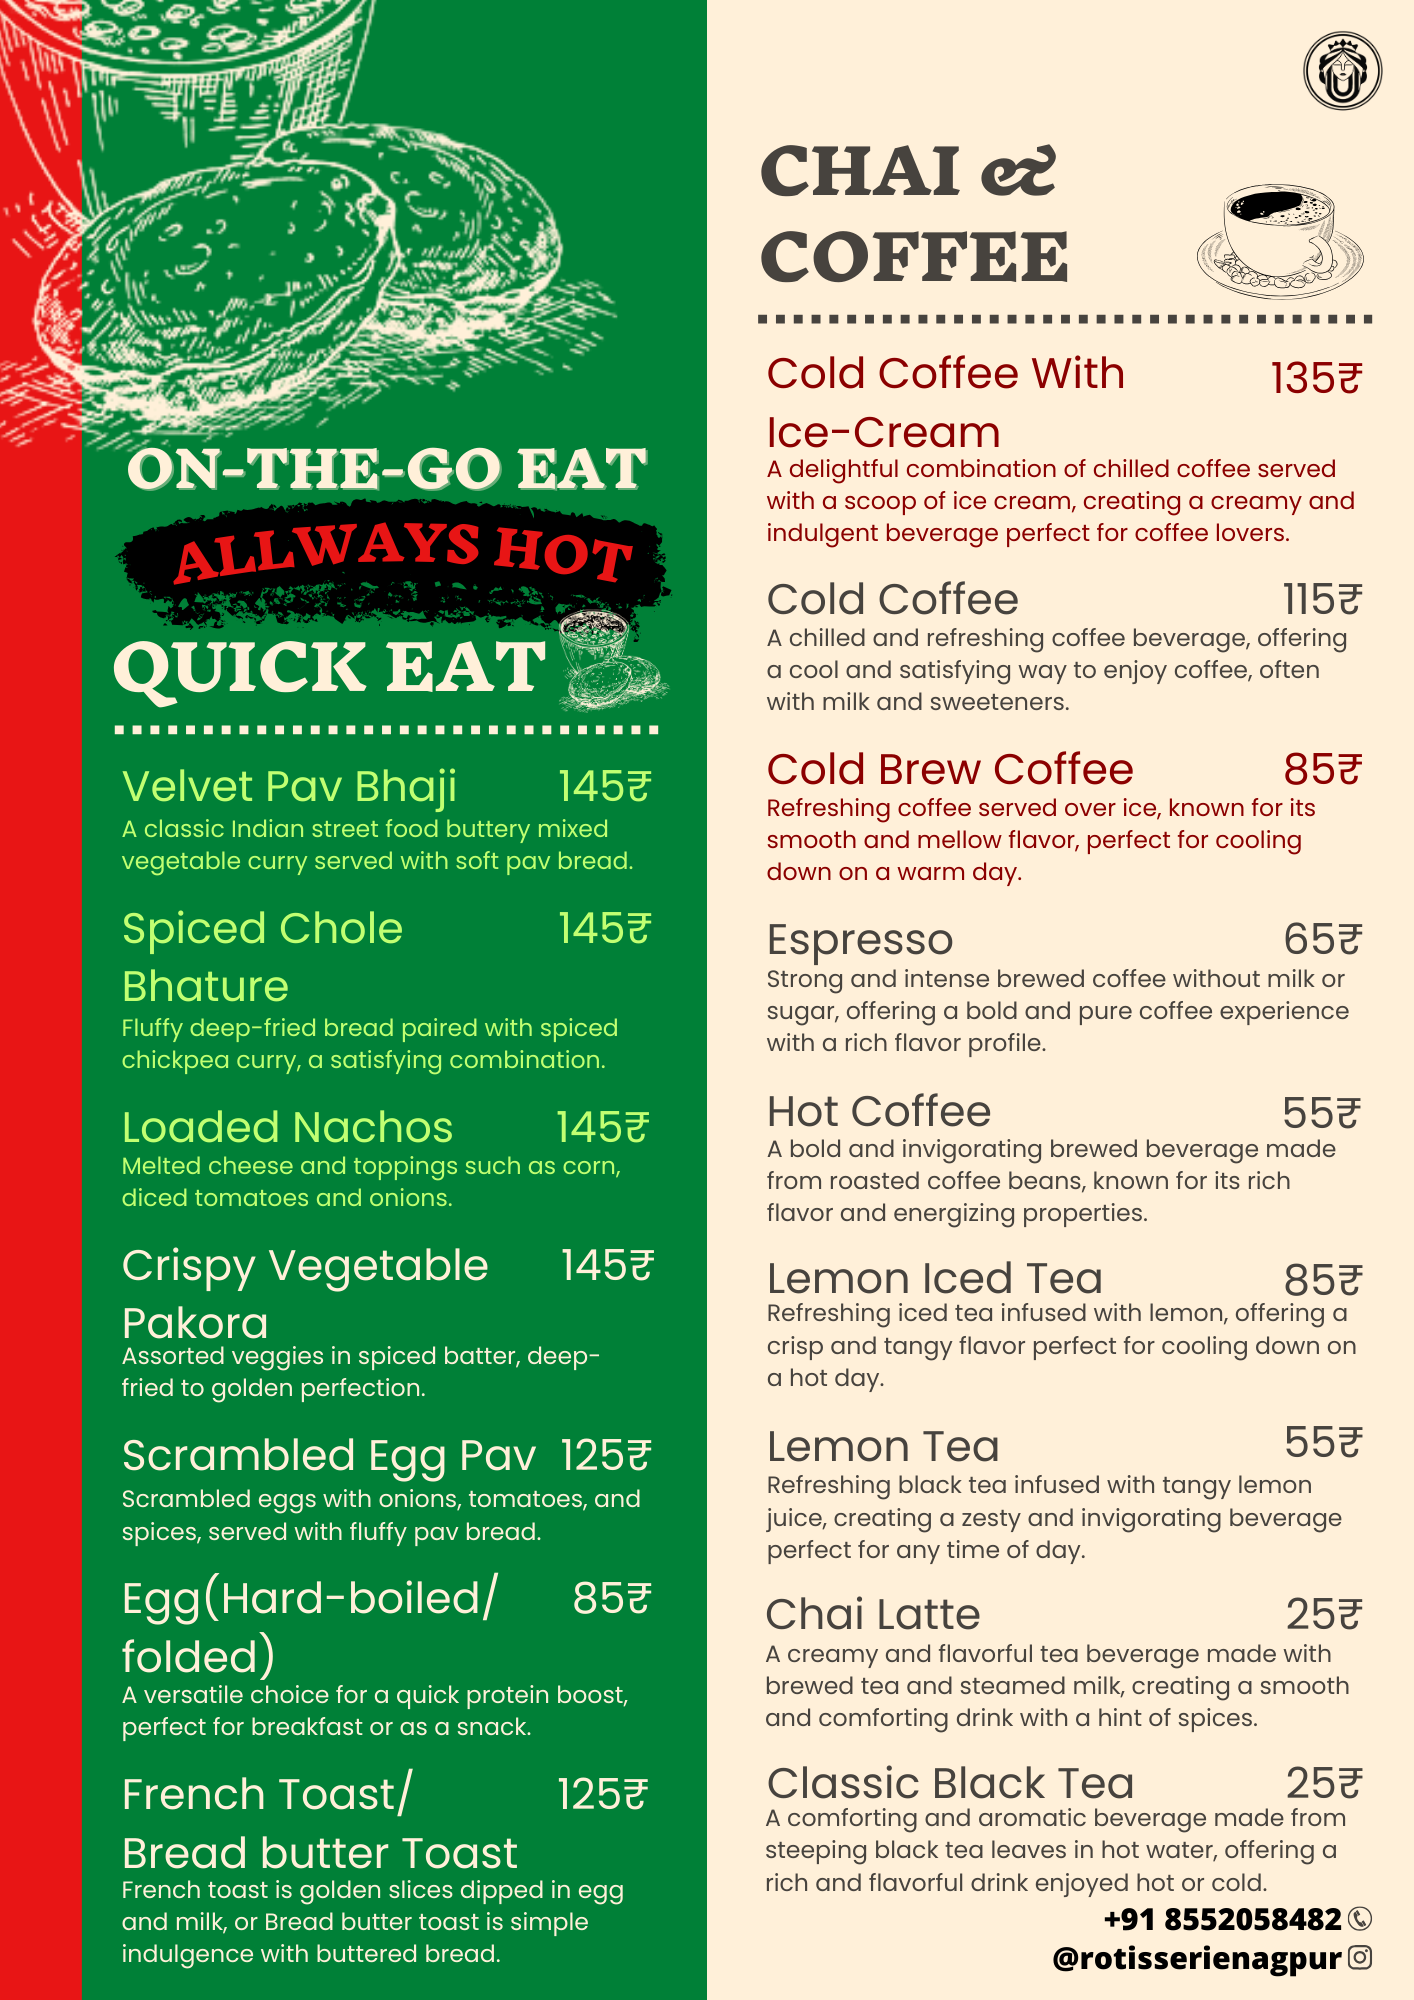 ON-THE-GO EAT
ALLWAYS HOT
QUICK EAT
Velvet Pav Bhaji 145₹
A classic Indian street food buttery mixed
vegetable curry served with soft pav bread.
Spiced Chole 145₹
Bhature
Fluffy deep-fried bread paired with spiced
chickpea curry, a satisfying combination.
Loaded Nachos 145₹
Melted cheese and toppings such as corn,
diced tomatoes and onions.
Crispy Vegetable 145₹
Pakora
Assorted veggies in spiced batter, deep-
fried to golden perfection.
Scrambled Egg Pav 125₹
Scrambled eggs with onions, tomatoes, and
spices, served with fluffy pav bread.
Egg(Hard-boiled/ 85₹
folded)
A versatile choice for a quick protein boost,
perfect for breakfast or as a snack.
French Toast/ 125₹
Bread butter Toast
French toast is golden slices dipped in egg
and milk, or Bread butter toast is simple
indulgence with buttered bread.
CHAI &
COFFEE
Cold Coffee With 135₹
Ice-Cream
A delightful combination of chilled coffee served
with a scoop of ice cream, creating a creamy and
indulgent beverage perfect for coffee lovers.
Cold Coffee 115₹
A chilled and refreshing coffee beverage, offering
a cool and satisfying way to enjoy coffee, often
with milk and sweeteners.
Cold Brew Coffee 85₹
Refreshing coffee served over ice, known for its
smooth and mellow flavor, perfect for cooling
down on a warm day.
Espresso 65₹
Strong and intense brewed coffee without milk or
sugar, offering a bold and pure coffee experience
with a rich flavor profile.
Hot Coffee 55₹
A bold and invigorating brewed beverage made
from roasted coffee beans, known for its rich
flavor and energizing properties.
Lemon Iced Tea 85₹
Refreshing iced tea infused with lemon, offering a
crisp and tangy flavor perfect for cooling down on
a hot day.
Lemon Tea 55₹
Refreshing black tea infused with tangy lemon
juice, creating a zesty and invigorating beverage
perfect for any time of day.
Chai Latte 25₹
A creamy and flavorful tea beverage made with
brewed tea and steamed milk, creating a smooth
and comforting drink with a hint of spices.
Classic Black Tea 25₹
A comforting and aromatic beverage made from
steeping black tea leaves in hot water, offering a
rich and flavorful drink enjoyed hot or cold.
+91 8552058482
@rotisserienagpur